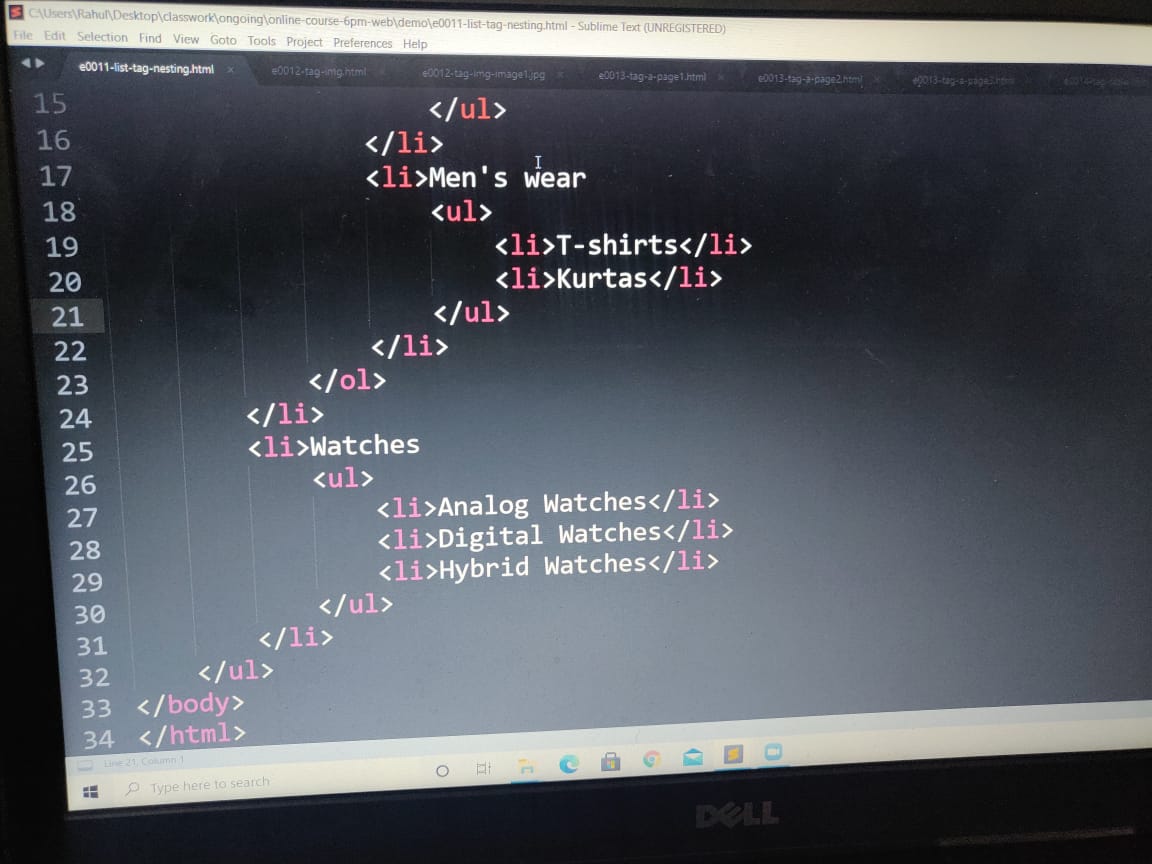 C:\Users\Rahul\Desktop\classwork\ongoing\online-course-6pm-web\demo\e0011-list-tag-nesting.html - Sublime Text (UNREGISTERED)
File Edit Selection Find View Goto Tools Project Preferences Help
e0011-list-tag-nesting.html × e0012-tag-img.html e0012-tag-img-image1.jpg × e0013-tag-a-page1.html × e0013-tag-a-page2.html × e0013-tag-a-page3.html
15 </ul>
16 </li>
17 <li>Men's wear
18 <ul>
19 <li>T-shirts</li>
20 <li>Kurtas</li>
21 </ul>
22 </li>
23 </ol>
24 </li>
25 <li>Watches
26 <ul>
27 <li>Analog Watches</li>
28 <li>Digital Watches</li>
29 <li>Hybrid Watches</li>
30 </ul>
31 </li>
32 </ul>
33 </body>
34 </html>
Line 21, Column 1
Type here to search
DELL